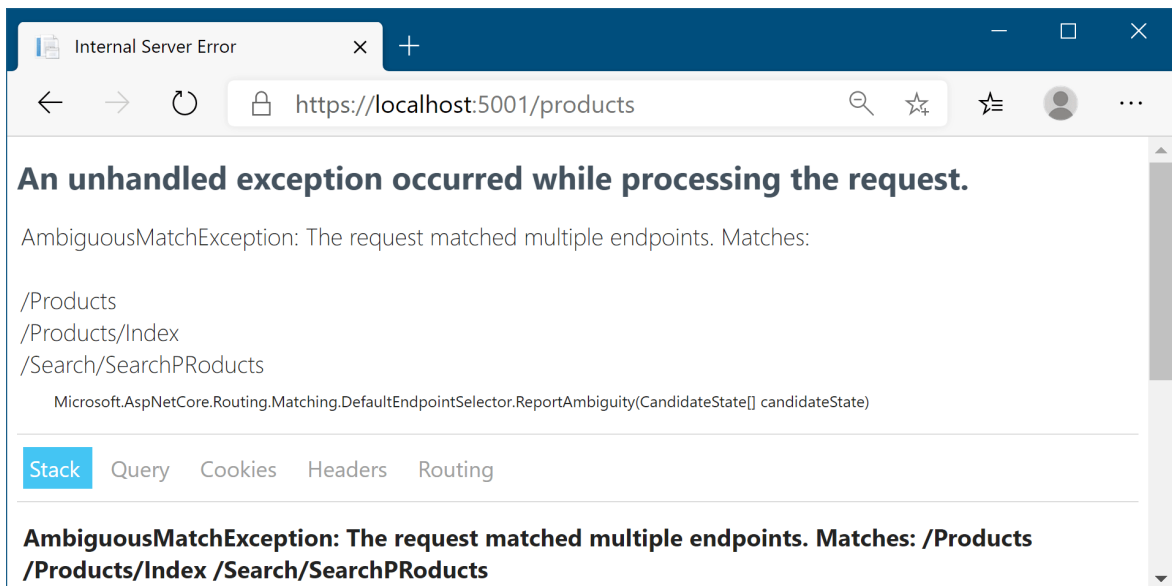 Internal Server Error
https://localhost:5001/products
An unhandled exception occurred while processing the request.
AmbiguousMatchException: The request matched multiple endpoints. Matches:
/Products
/Products/Index
/Search/SearchPRoducts
Microsoft.AspNetCore.Routing.Matching.DefaultEndpointSelector.ReportAmbiguity(CandidateState[] candidateState)
Stack Query Cookies Headers Routing
AmbiguousMatchException: The request matched multiple endpoints. Matches: /Products
/Products/Index /Search/SearchPRoducts